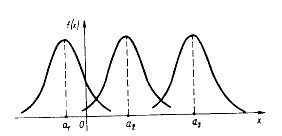 f(x)
a₁ 0 a₂ a₃ x